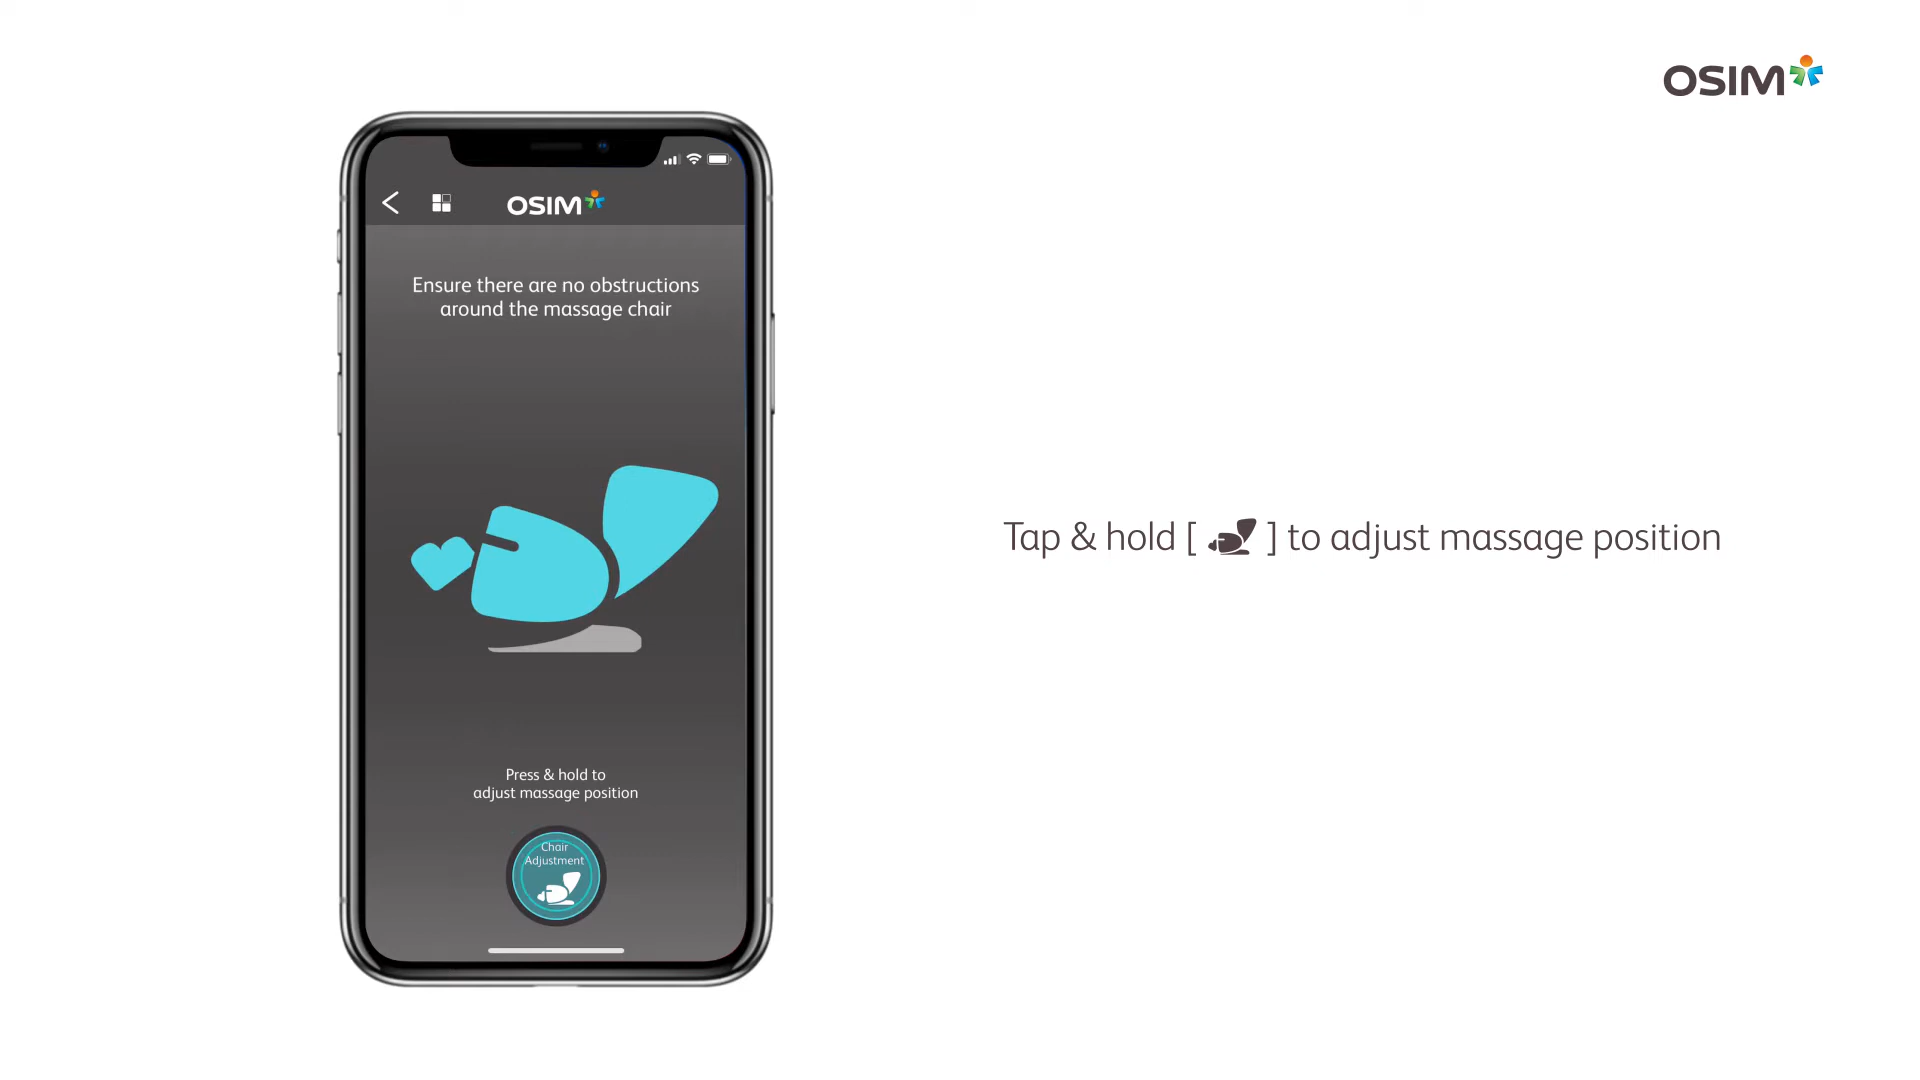 OSIM
OSIM
Ensure there are no obstructions
around the massage chair
Press & hold to
adjust massage position
Chair
Adjustment
Tap & hold [ ] to adjust massage position